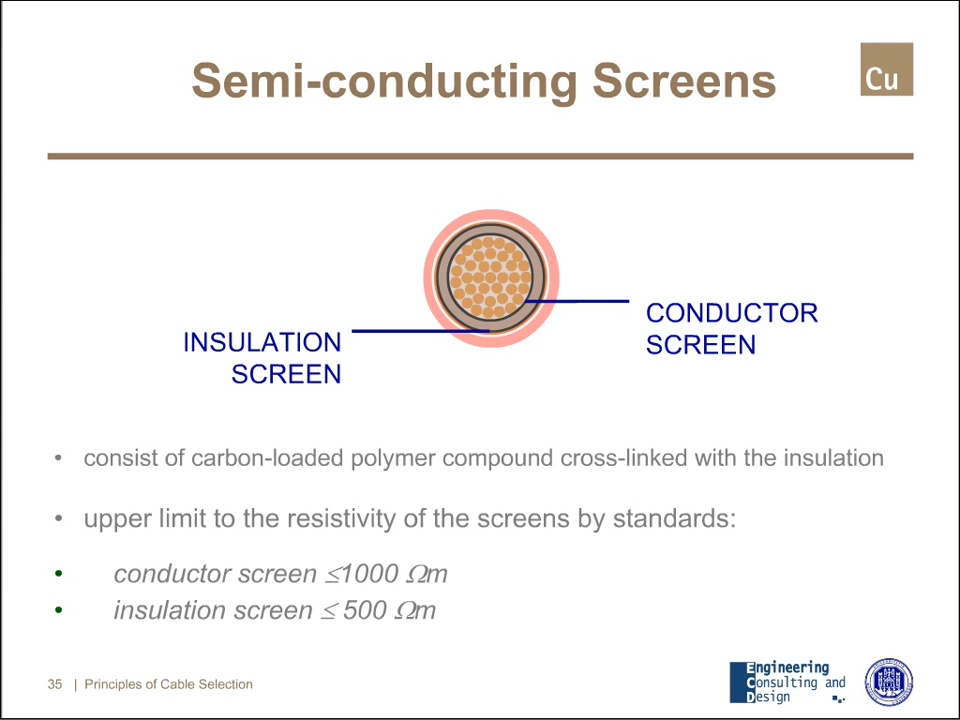 Semi-conducting Screens
Cu
CONDUCTOR
SCREEN
INSULATION
SCREEN
• consist of carbon-loaded polymer compound cross-linked with the insulation
• upper limit to the resistivity of the screens by standards:
• conductor screen ≤1000 Ωm
• insulation screen ≤ 500 Ωm
35 | Principles of Cable Selection
Engineering
Consulting and
Design